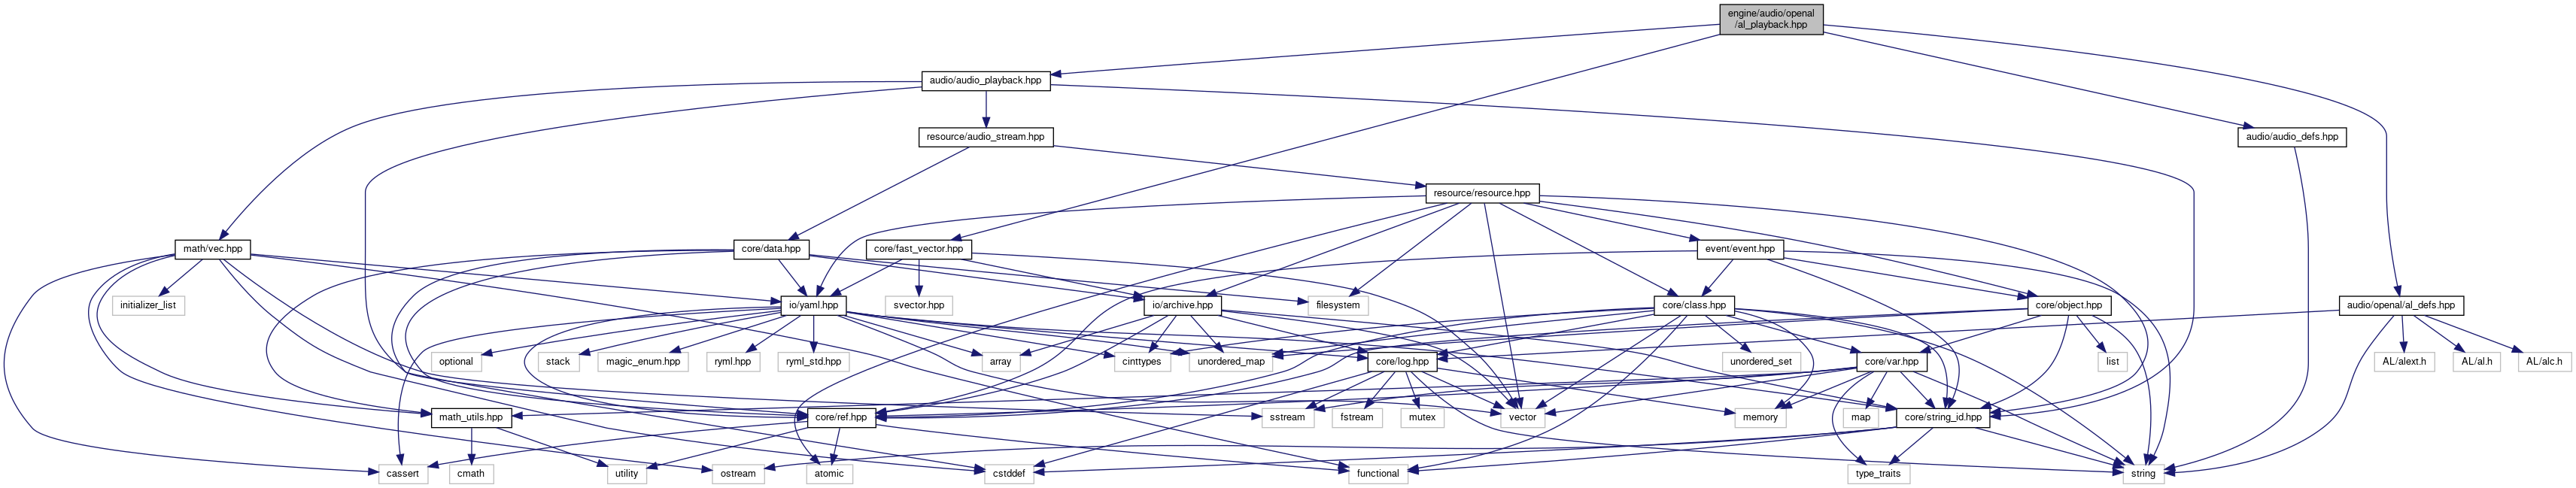 engine/audio/openal
/al_playback.hpp
audio/audio_playback.hpp
resource/audio_stream.hpp
audio/audio_defs.hpp
resource/resource.hpp
math/vec.hpp
core/data.hpp
core/fast_vector.hpp
event/event.hpp
initializer_list
io/yaml.hpp
svector.hpp
io/archive.hpp
filesystem
core/class.hpp
core/object.hpp
audio/openal/al_defs.hpp
optional
stack
magic_enum.hpp
ryml.hpp
ryml_std.hpp
array
cinttypes
unordered_map
core/log.hpp
unordered_set
core/var.hpp
list
AL/alext.h
AL/al.h
AL/alc.h
math_utils.hpp
core/ref.hpp
sstream
fstream
mutex
vector
memory
map
core/string_id.hpp
cassert
cmath
utility
ostream
atomic
cstddef
functional
type_traits
string